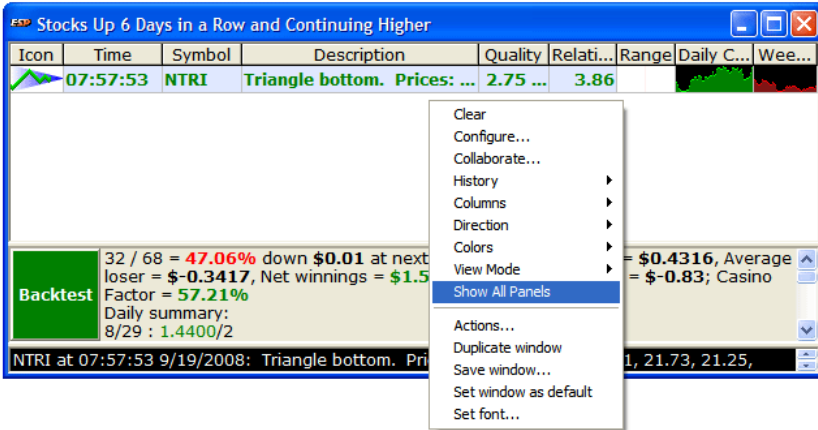 Stocks Up 6 Days in a Row and Continuing Higher
Icon Time Symbol Description Quality Relati... Range Daily C... Wee...
07:57:53 NTRI Triangle bottom. Prices: ... 2.75 ... 3.86
Clear
Configure...
Collaborate...
History
Columns
Direction
Colors
View Mode
Show All Panels
Actions...
Duplicate window
Save window...
Set window as default
Set font...
Backtest
32 / 68 = 47.06% down $0.01 at next = $0.4316, Average
loser = $-0.3417, Net winnings = $1.5 = $-0.83; Casino
Factor = 57.21%
Daily summary:
8/29 : 1.4400/2
NTRI at 07:57:53 9/19/2008: Triangle bottom. 1, 21.73, 21.25,